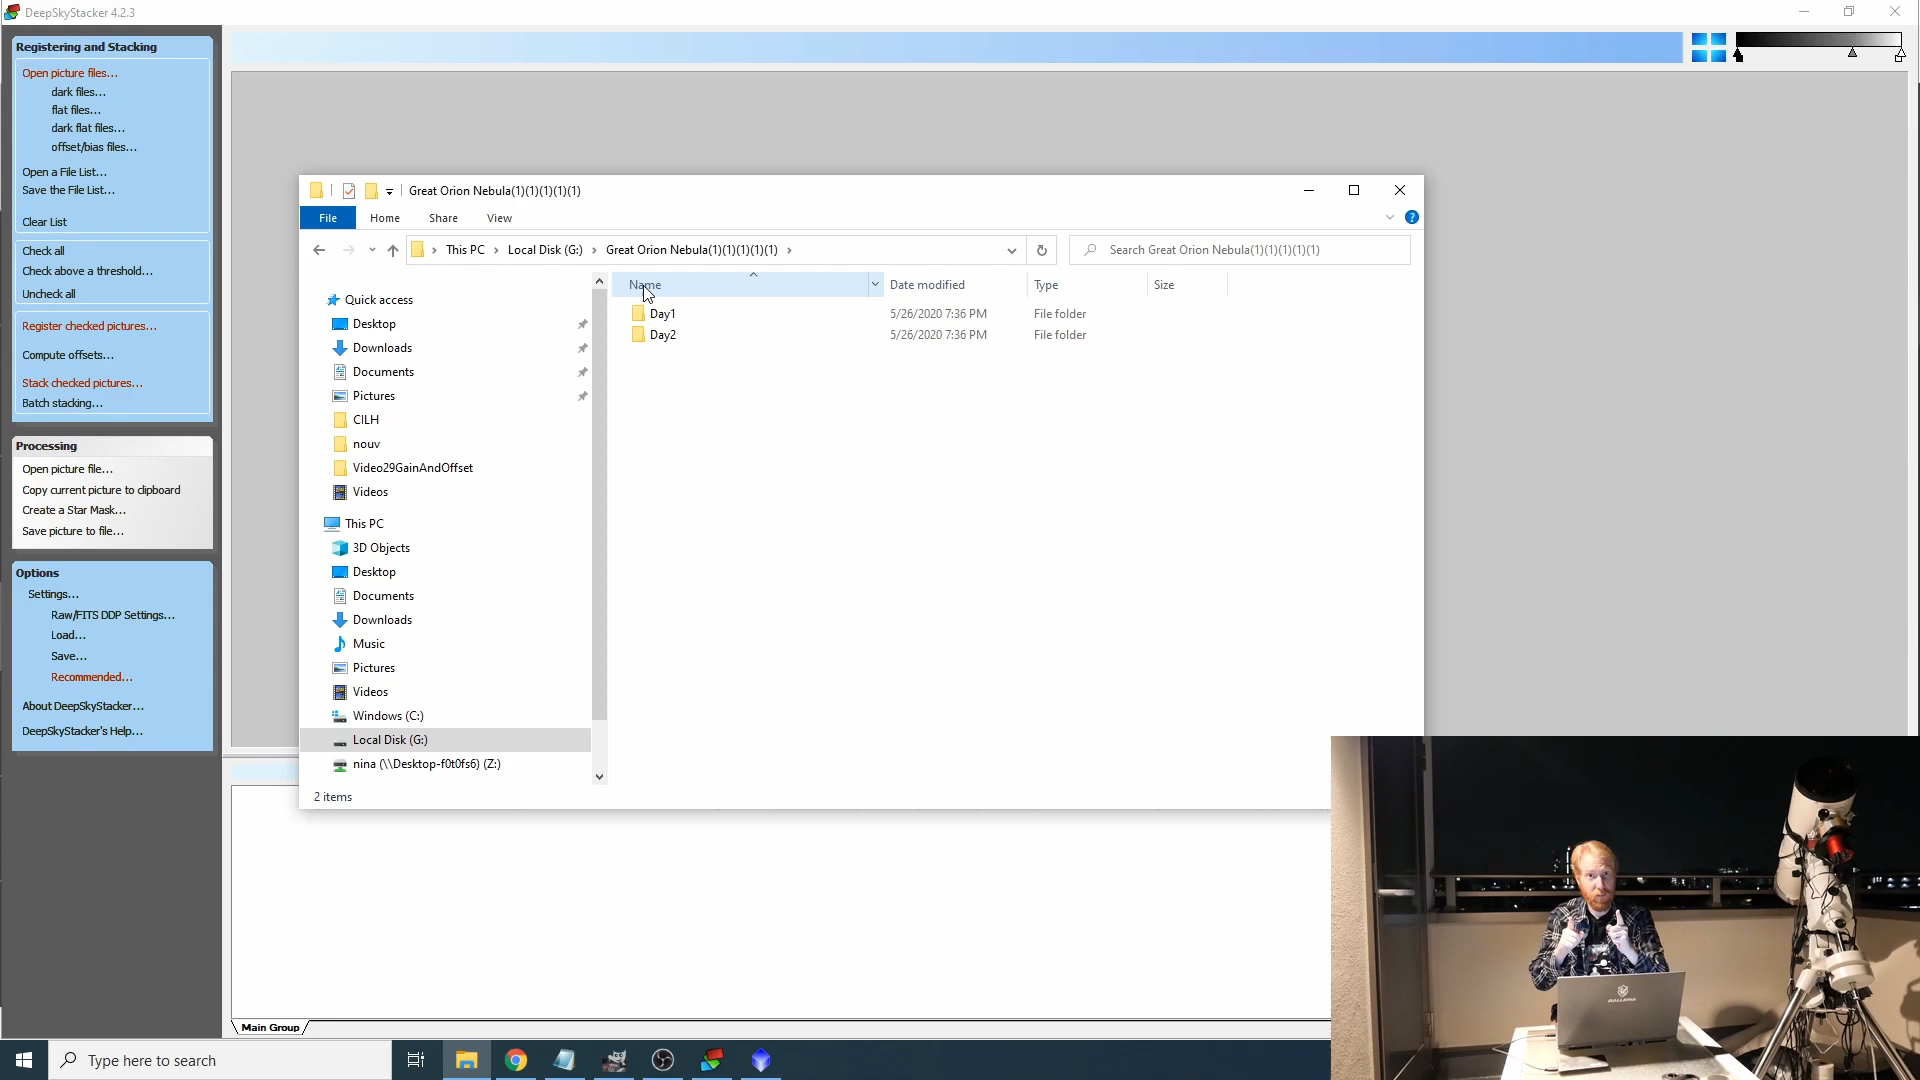 DeepSkyStacker 4.2.3
Registering and Stacking
Open picture files...
dark files...
flat files...
dark flat files...
offset/bias files...
Open a File List...
Save the File List...
Clear List
Check all
Check above a threshold...
Uncheck all
Register checked pictures...
Compute offsets...
Stack checked pictures...
Batch stacking...
Processing
Open picture file...
Copy current picture to clipboard
Create a Star Mask...
Save picture to file...
Options
Settings...
Raw/FITS DDP Settings...
Load...
Save...
Recommended...
About DeepSkyStacker...
DeepSkyStacker's Help...
Great Orion Nebula(1)(1)(1)(1)(1)
File Home Share View
This PC Local Disk (G:) Great Orion Nebula(1)(1)(1)(1)(1)
Search Great Orion Nebula(1)(1)(1)(1)(1)
Name Date modified Type Size
Day1 5/26/2020 7:36 PM File folder
Day2 5/26/2020 7:36 PM File folder
Quick access
Desktop
Downloads
Documents
Pictures
CILH
nouv
Video29GainAndOffset
Videos
This PC
3D Objects
Desktop
Documents
Downloads
Music
Pictures
Videos
Windows (C:)
Local Disk (G:)
nina (\\Desktop-f0t0fs6) (Z:)
2 items
Main Group
Type here to search
GALLERIA